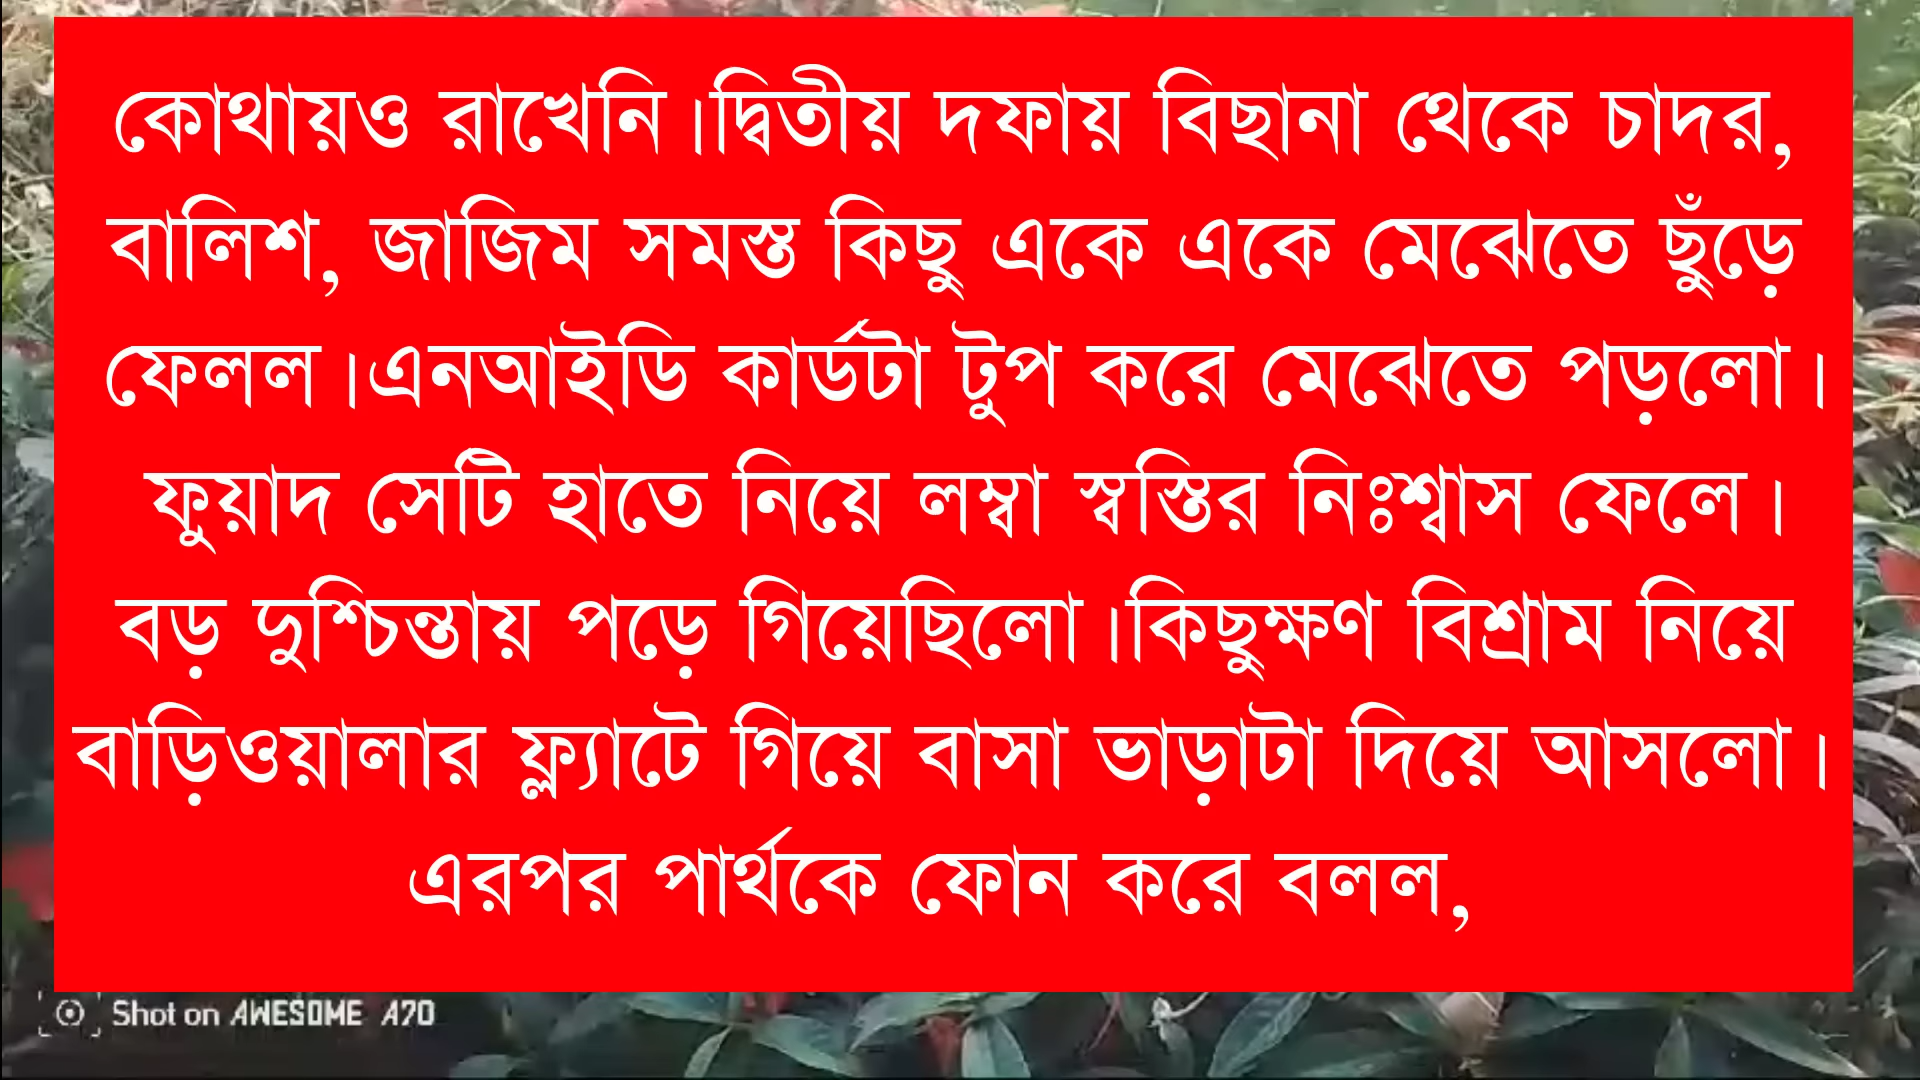 কোথায়ও রাখেনি।দ্বিতীয় দফায় বিছানা থেকে চাদর,
বালিশ, জাজিম সমস্ত কিছু একে একে মেঝেতে ছুঁড়ে
ফেলল।এনআইডি কার্ডটা টুপ করে মেঝেতে পড়লো।
ফুয়াদ সেটি হাতে নিয়ে লম্বা স্বস্তির নিঃশ্বাস ফেলে।
বড় দুশ্চিন্তায় পড়ে গিয়েছিলো।কিছুক্ষণ বিশ্রাম নিয়ে
বাড়িওয়ালার ফ্ল্যাটে গিয়ে বাসা ভাড়াটা দিয়ে আসলো।
এরপর পার্থকে ফোন করে বলল,
Shot on AWESOME A70